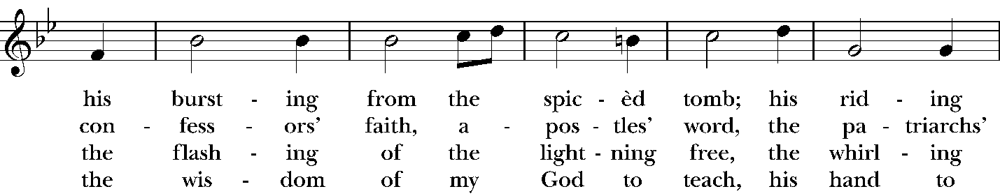 his burst - ing from the spic - èd tomb; his rid - ing
con - fess - ors’ faith, a - pos - tles’ word, the pa - triarchs’
the flash - ing of the light - ning free, the whirl - ing
the wis - dom of my God to teach, his hand to